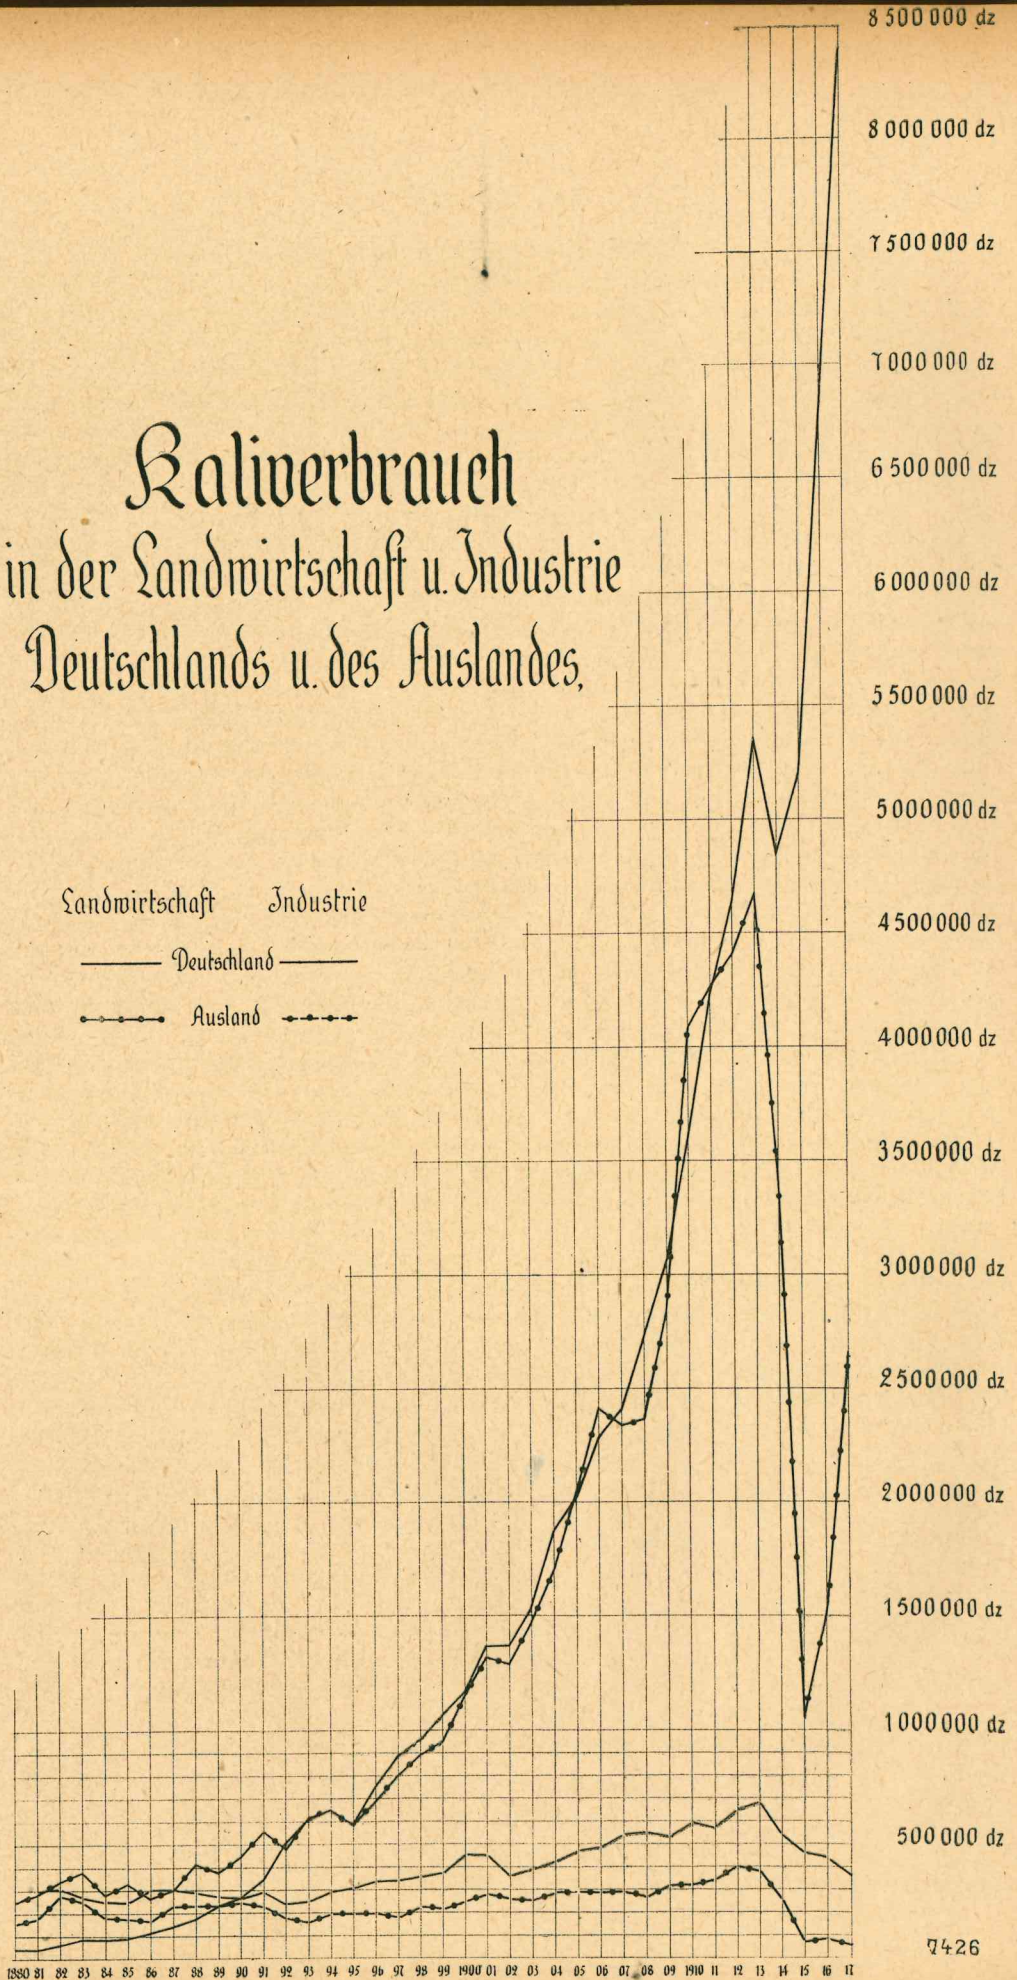 8 500 000 dz
8 000 000 dz
7 500 000 dz
7 000 000 dz
6 500 000 dz
6 000 000 dz
5 500 000 dz
5 000 000 dz
4 500 000 dz
4 000 000 dz
3 500 000 dz
3 000 000 dz
2 500 000 dz
2 000 000 dz
1 500 000 dz
1 000 000 dz
500 000 dz
Kaliverbrauch
in der Landwirtschaft u. Industrie
Deutschlands u. des Auslandes.
Landwirtschaft Industrie
Deutschland
Ausland
7426
1880 81 82 83 84 85 86 87 88 89 90 91 92 93 94 95 96 97 98 99 1900 01 02 03 04 05 06 07 08 09 1910 11 12 13 14 15 16 17